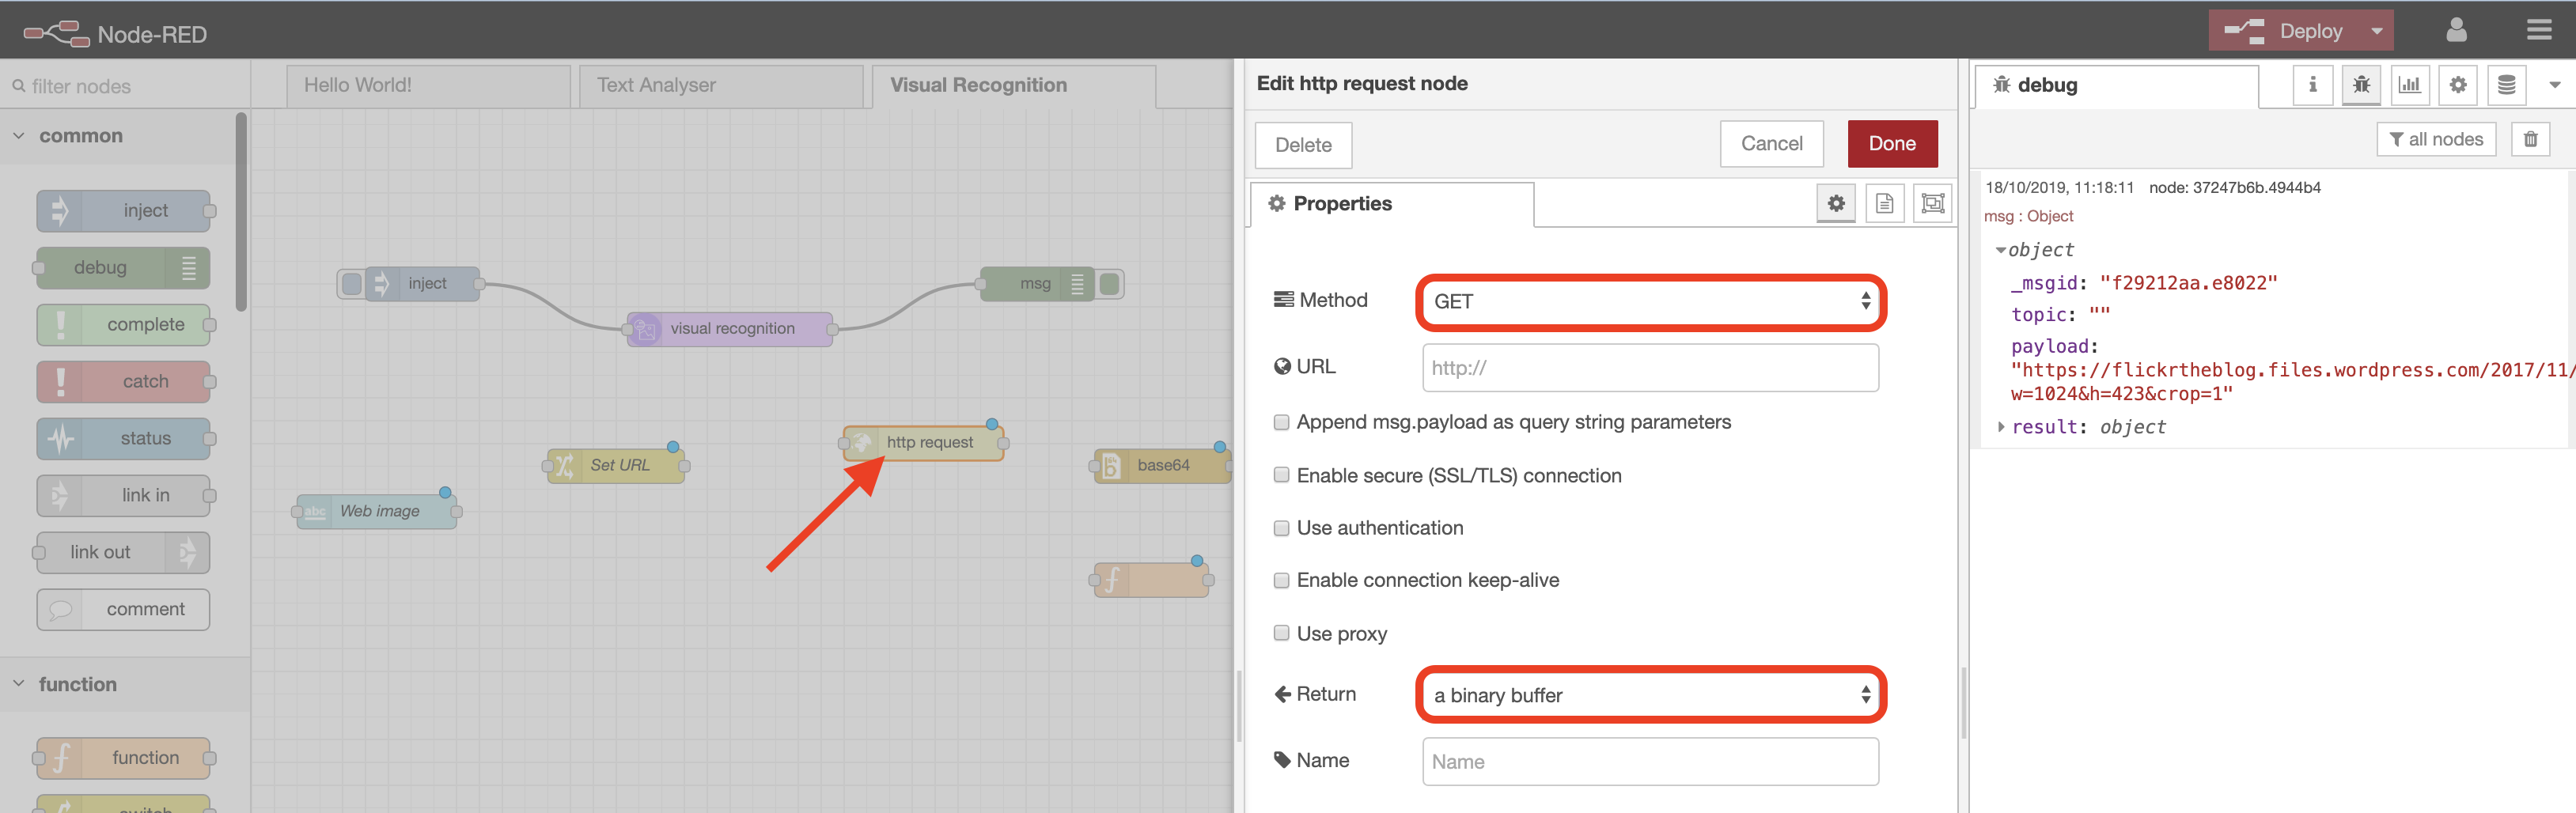 Node-RED
Deploy
filter nodes
Hello World!
Text Analyser
Visual Recognition
common
inject
debug
complete
catch
status
link in
link out
comment
function
function
switch
inject
msg
visual recognition
http request
Set URL
base64
abc
Web image
Edit http request node
Delete
Cancel
Done
Properties
Method
GET
URL
http://
Append msg.payload as query string parameters
Enable secure (SSL/TLS) connection
Use authentication
Enable connection keep-alive
Use proxy
Return
a binary buffer
Name
Name
debug
all nodes
18/10/2019, 11:18:11 node: 37247b6b.4944b4
msg : Object
object
_msgid: "f29212aa.e8022"
topic: ""
payload:
"https://flickrtheblog.files.wordpress.com/2017/11/
w=1024&h=423&crop=1"
result: object